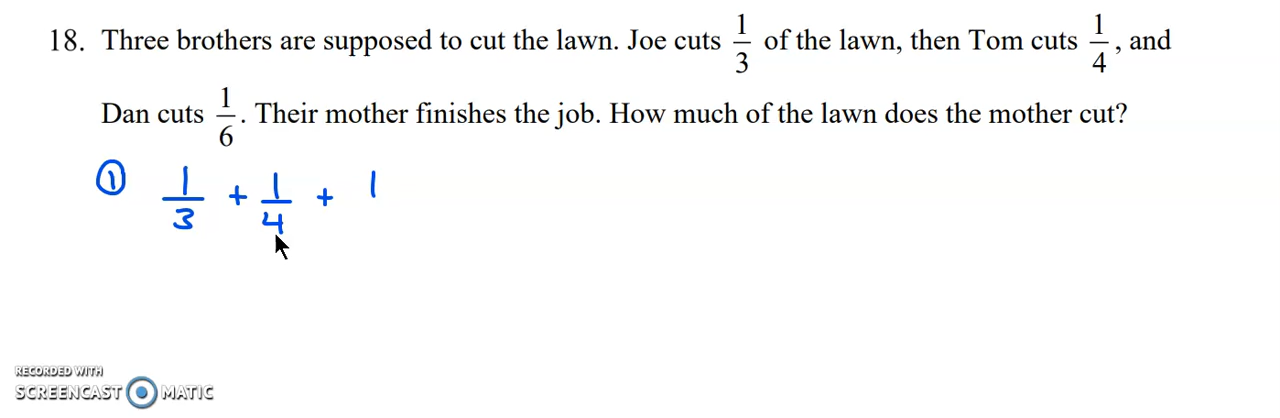 18. Three brothers are supposed to cut the lawn. Joe cuts 1/3 of the lawn, then Tom cuts 1/4, and
Dan cuts 1/6. Their mother finishes the job. How much of the lawn does the mother cut?
① 1/3 + 1/4 + 1
RECORDED WITH
SCREENCAST MATIC